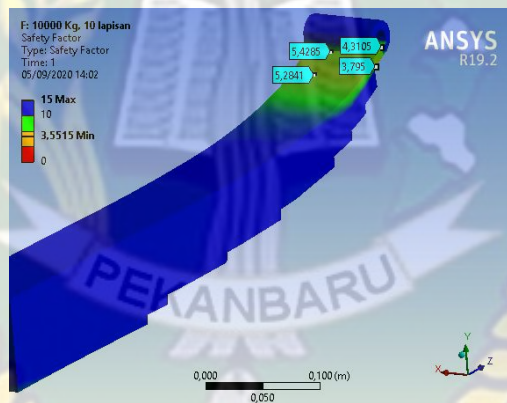 F: 10000 Kg, 10 lapisan
Safety Factor
Type: Safety Factor
Time: 1
05/09/2020 14:02
15 Max
10
3,5515 Min
0
5,4285
4,3105
5,2841
3,795
ANSYS
R19.2
PEKANBARU
0,000
0,100 (m)
0,050
Y
X
Z